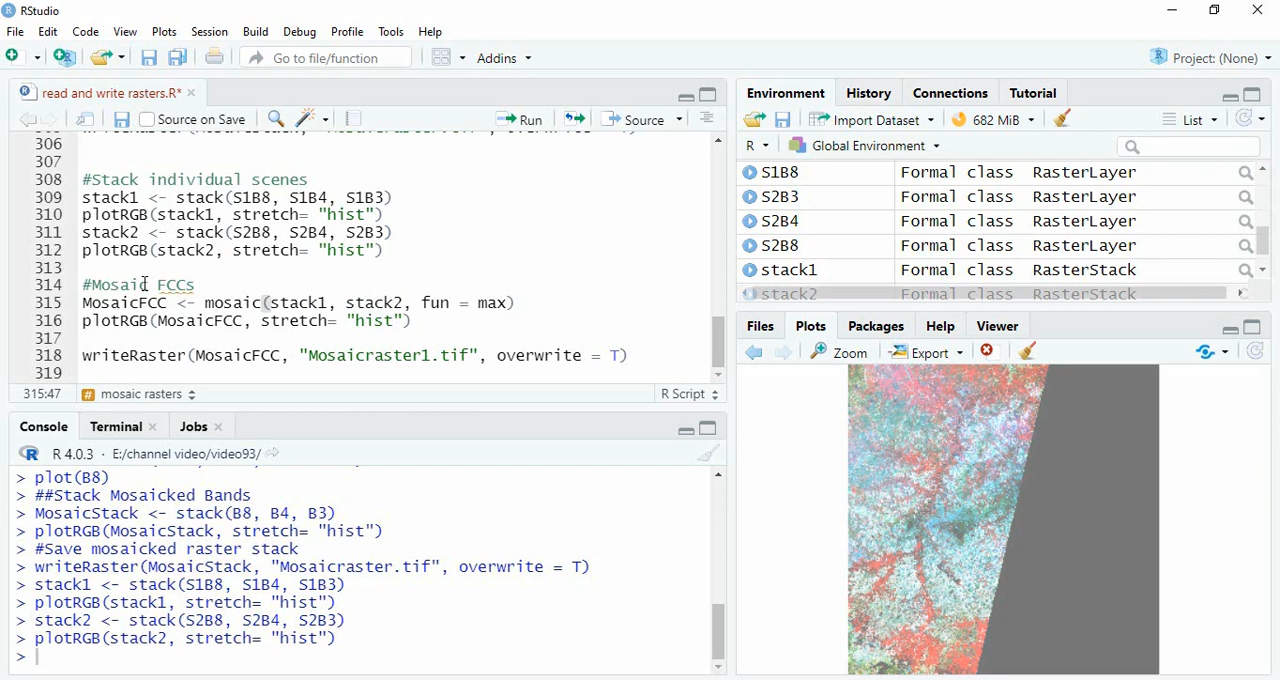 RStudio
File Edit Code View Plots Session Build Debug Profile Tools Help
Go to file/function Addins Project: (None)
read and write rasters.R*
Source on Save Run Source
306
307
308 #Stack individual scenes
309 stack1 <- stack(S1B8, S1B4, S1B3)
310 plotRGB(stack1, stretch= "hist")
311 stack2 <- stack(S2B8, S2B4, S2B3)
312 plotRGB(stack2, stretch= "hist")
313
314 #Mosaic FCCs
315 MosaicFCC <- mosaic(stack1, stack2, fun = max)
316 plotRGB(MosaicFCC, stretch= "hist")
317
318 writeRaster(MosaicFCC, "Mosaicraster1.tif", overwrite = T)
319
315:47 # mosaic rasters R Script
Console Terminal Jobs
R 4.0.3 · E:/channel video/video93/
> plot(B8)
> ##Stack Mosaicked Bands
> MosaicStack <- stack(B8, B4, B3)
> plotRGB(MosaicStack, stretch= "hist")
> #Save mosaicked raster stack
> writeRaster(MosaicStack, "Mosaicraster.tif", overwrite = T)
> stack1 <- stack(S1B8, S1B4, S1B3)
> plotRGB(stack1, stretch= "hist")
> stack2 <- stack(S2B8, S2B4, S2B3)
> plotRGB(stack2, stretch= "hist")
>
Environment History Connections Tutorial
Import Dataset 682 MiB List
R Global Environment
S1B8 Formal class RasterLayer
S2B3 Formal class RasterLayer
S2B4 Formal class RasterLayer
S2B8 Formal class RasterLayer
stack1 Formal class RasterStack
stack2 Formal class RasterStack
Files Plots Packages Help Viewer
Zoom Export